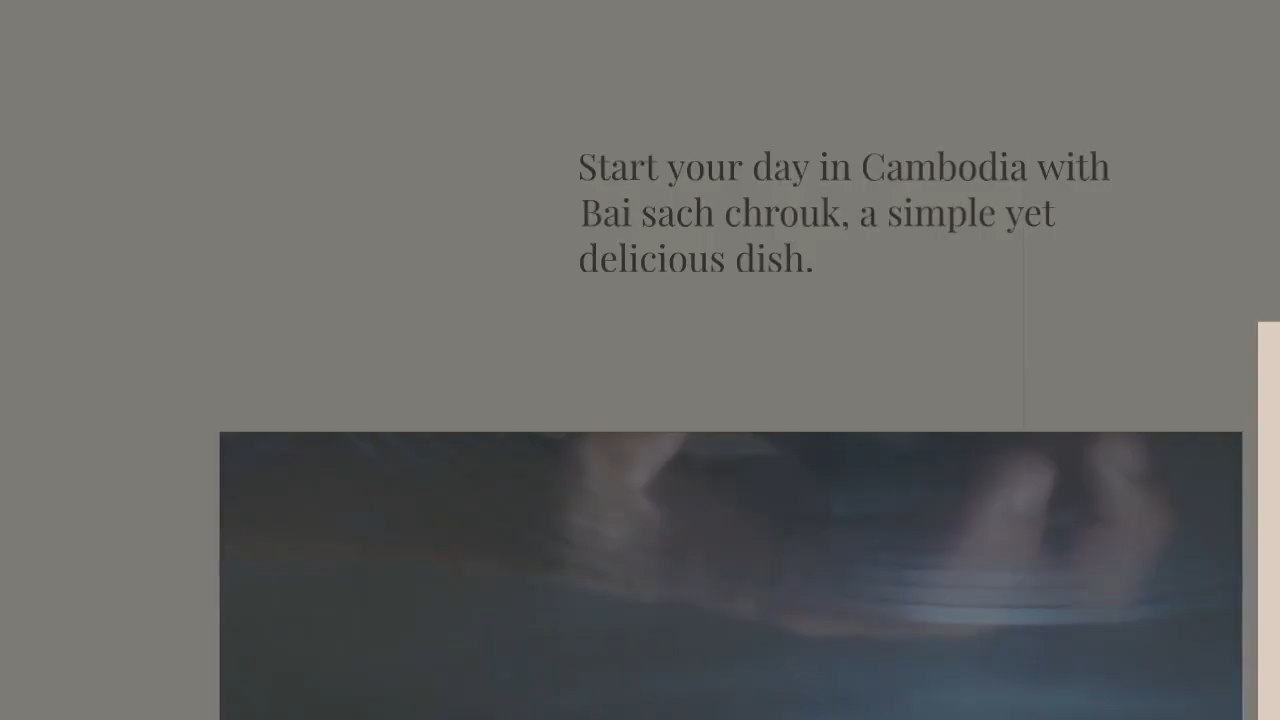 Start your day in Cambodia with
Bai sach chrouk, a simple yet
delicious dish.